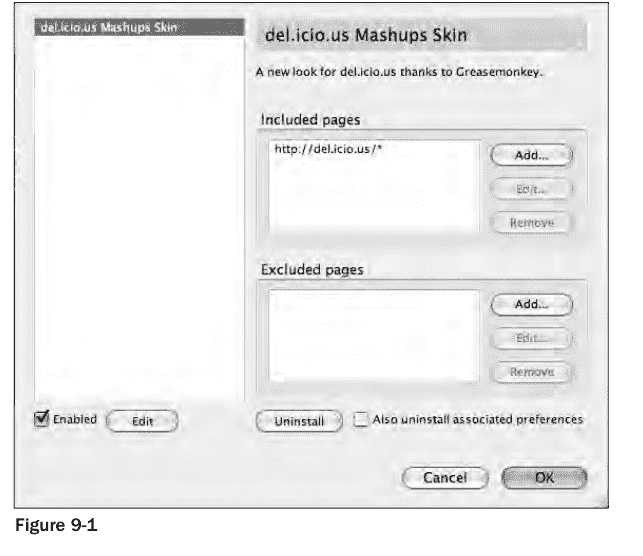 del.icio.us Mashups Skin
del.icio.us Mashups Skin
A new look for del.icio.us thanks to Greasemonkey.
Included pages
http://del.icio.us/*
Add...
Edit...
Remove
Excluded pages
Add...
Edit...
Remove
Enabled
Edit
Uninstall
Also uninstall associated preferences
Cancel
OK
Figure 9-1